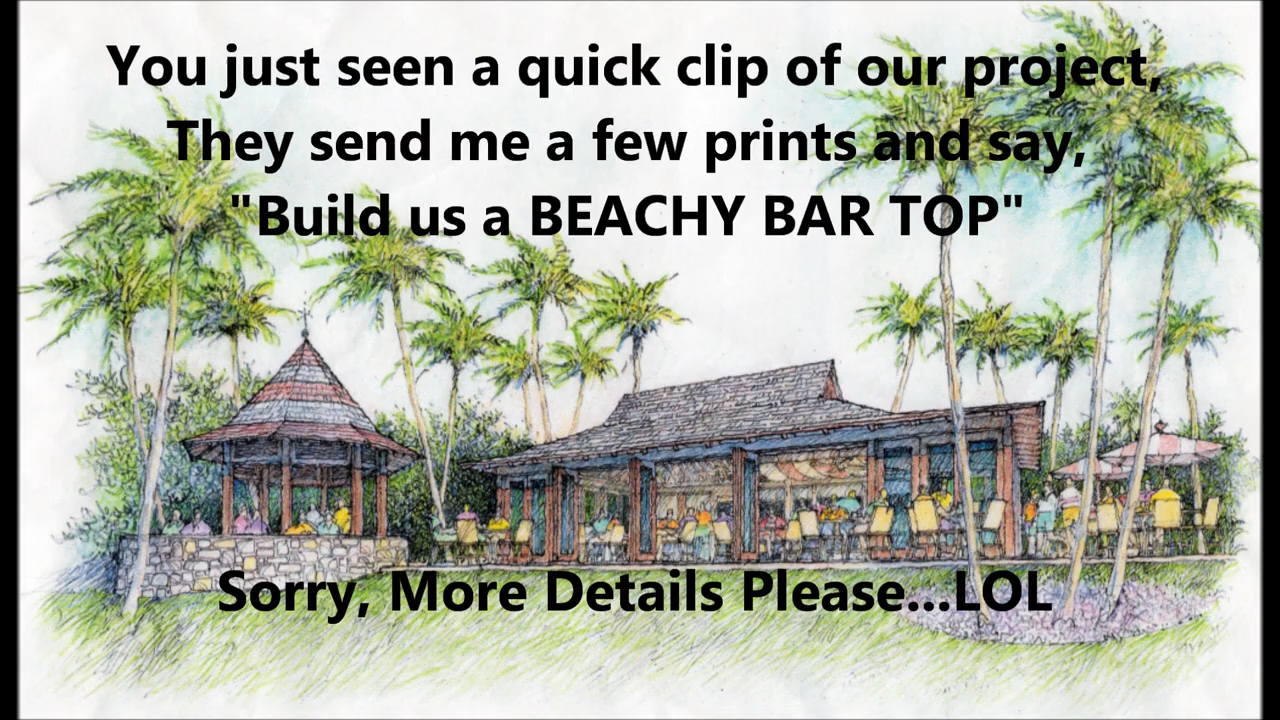 You just seen a quick clip of our project,
They send me a few prints and say,
"Build us a BEACHY BAR TOP"
Sorry, More Details Please...LOL